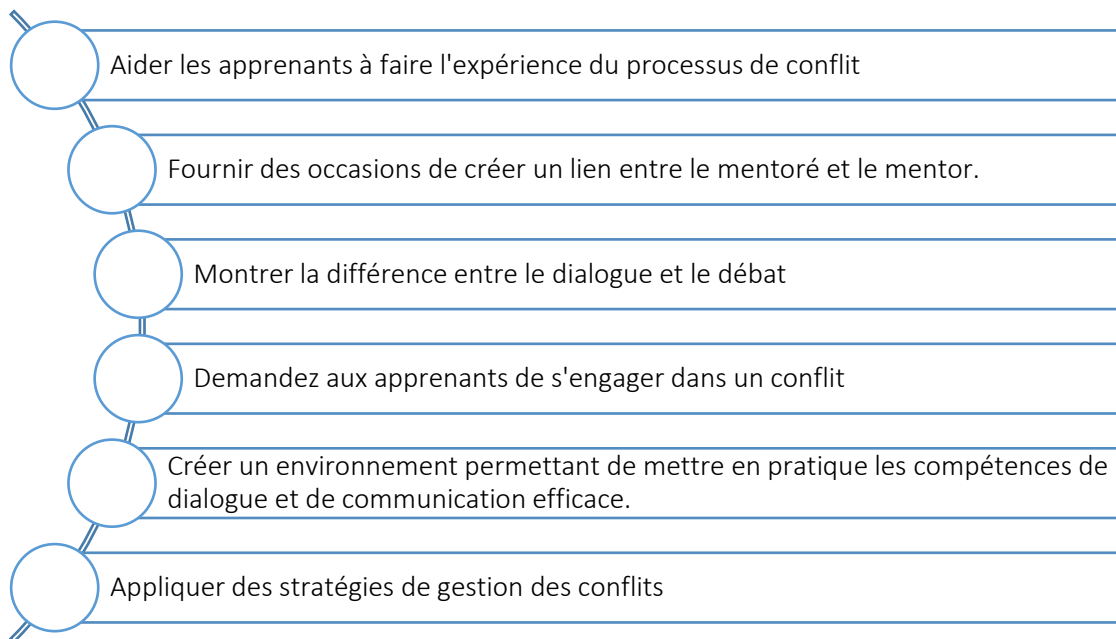 Aider les apprenants à faire l'expérience du processus de conflit
Fournir des occasions de créer un lien entre le mentoré et le mentor.
Montrer la différence entre le dialogue et le débat
Demandez aux apprenants de s'engager dans un conflit
Créer un environnement permettant de mettre en pratique les compétences de
dialogue et de communication efficace.
Appliquer des stratégies de gestion des conflits